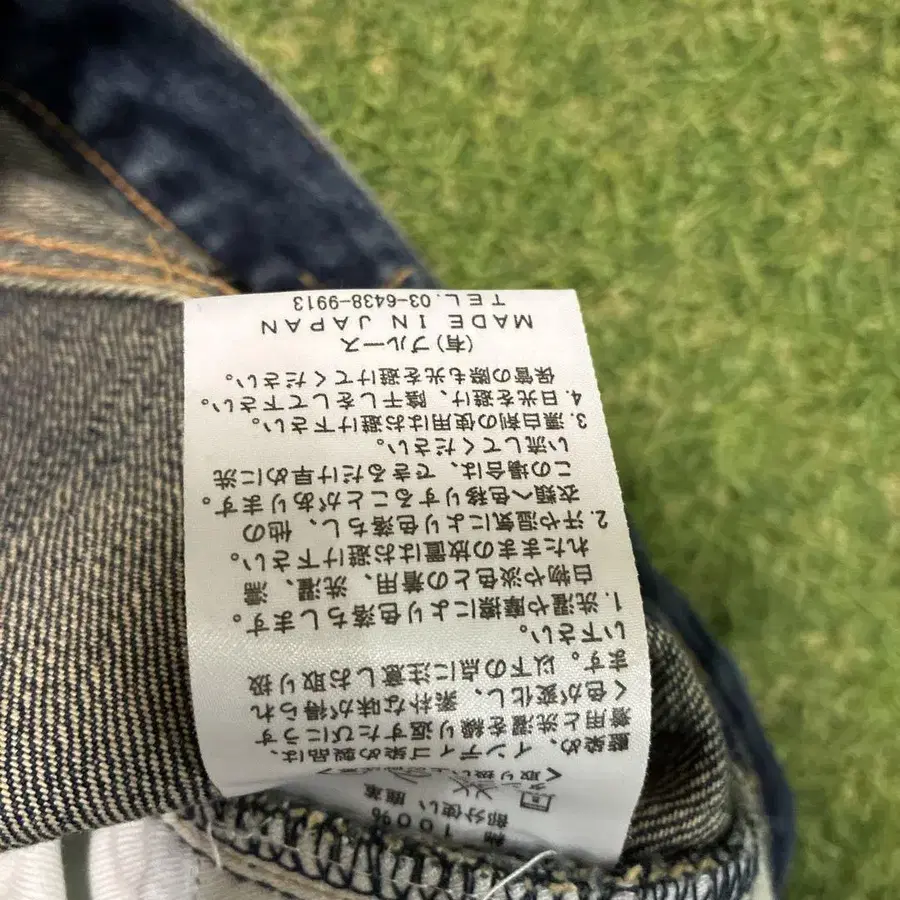 綿 100%
部分使い 鹿革
藍染め、インディゴ染め製品は、
着用と洗濯を繰り返すたびにうす
く色が変化し、素朴な味が得られ
ます。以下の点に注意しお取り扱
い下さい。
1. 洗濯や摩擦により色落ちします。
白物や淡色との着用、洗濯、濡
れたままの放置はお避け下さい。
2. 汗や湿気により色落ちし、他の
衣類へ色移りすることがあります。
この場合は、できるだけ早めに洗
い流してください。
3. 漂白剤の使用はお避け下さい。
4. 日光を避け、陰干しをして下さい。
保管の際も光を避けてください。
(有)ブルース
MADE IN JAPAN
TEL.03-6438-9913